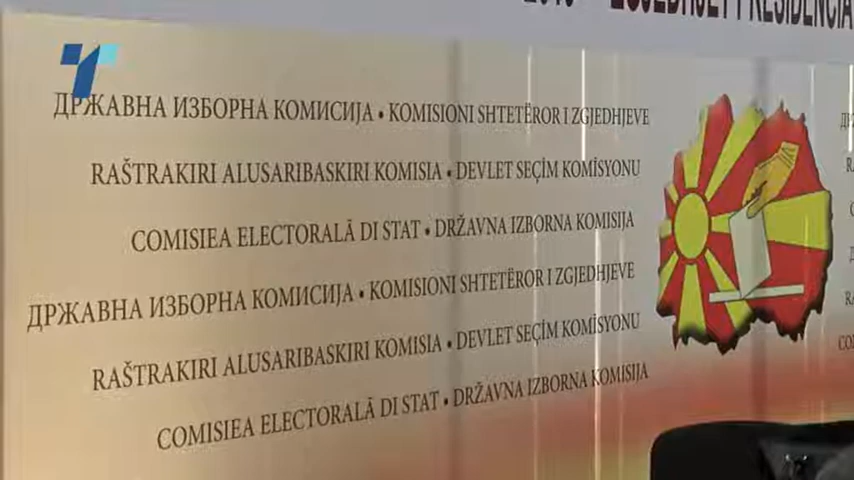 ZGJEDHJET PRESIDENCIA
ДРЖАВНА ИЗБОРНА КОМИСИЈА • KOMISIONI SHTETËROR I ZGJEDHJEVE
RAŠTRAKIRI ALUSARIBASKIRI KOMISIA • DEVLET SEÇİM KOMİSYONU
COMISIEA ELECTORALĂ DI STAT • DRŽAVNA IZBORNA KOMISIJA
ДРЖАВНА ИЗБОРНА КОМИСИЈА • KOMISIONI SHTETËROR I ZGJEDHJEVE
RAŠTRAKIRI ALUSARIBASKIRI KOMISIA • DEVLET SEÇİM KOMİSYONU
COMISIEA ELECTORALĂ DI STAT • DRŽAVNA IZBORNA KOMISIJA